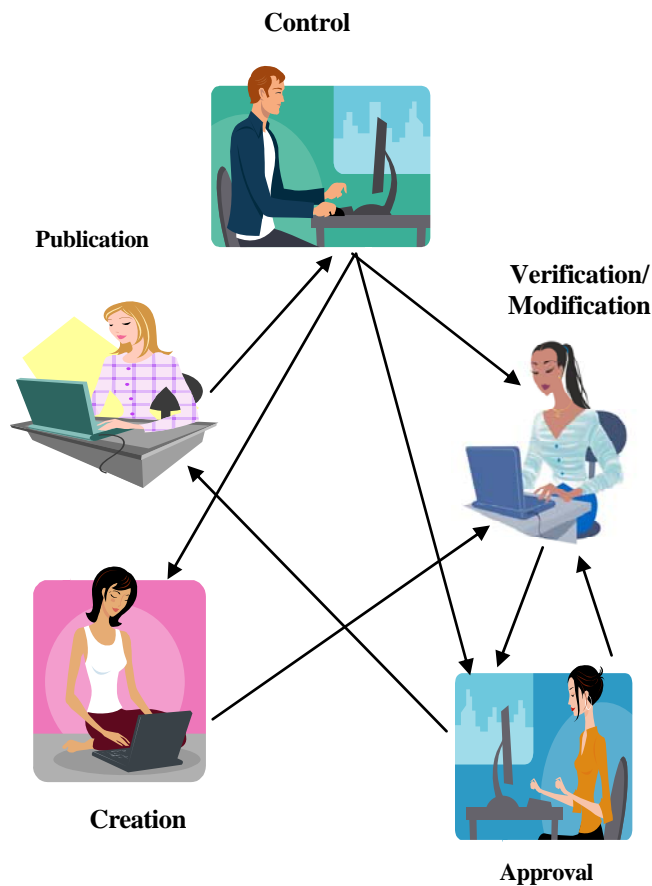 Control
Publication
Verification/
Modification
Creation
Approval